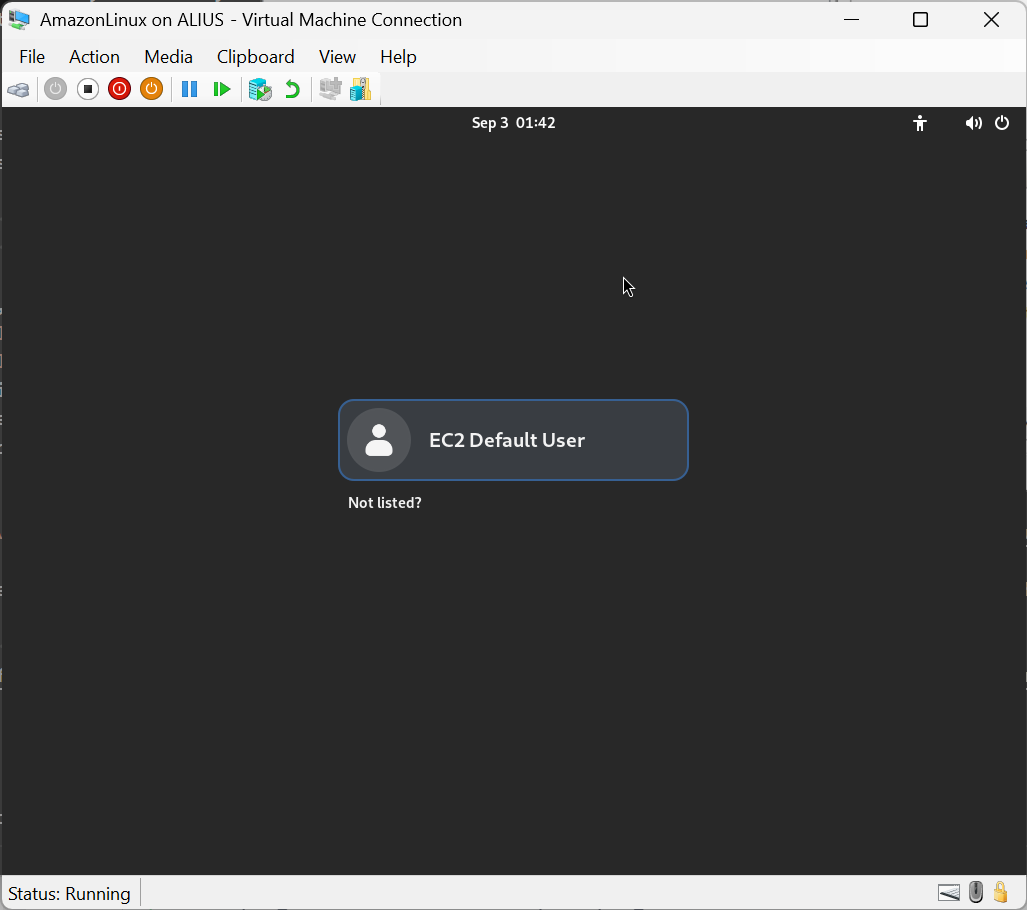 AmazonLinux on ALIUS - Virtual Machine Connection
File Action Media Clipboard View Help
Sep 3 01:42
EC2 Default User
Not listed?
Status: Running